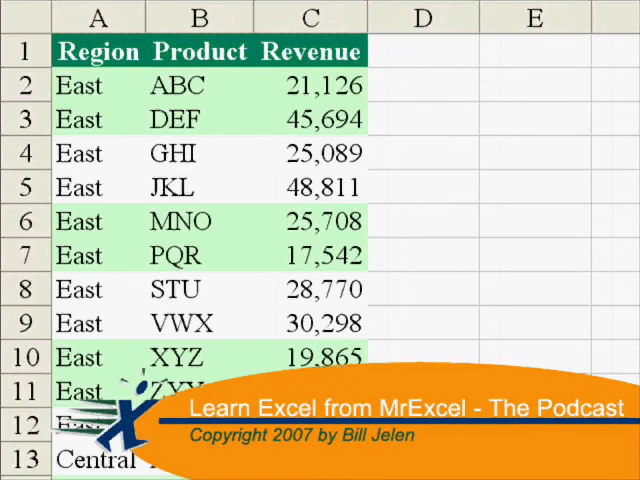 A B C D E
1 Region Product Revenue
2 East ABC 21,126
3 East DEF 45,694
4 East GHI 25,089
5 East JKL 48,811
6 East MNO 25,708
7 East PQR 17,542
8 East STU 28,770
9 East VWX 30,298
10 East XYZ 19,865
11 East
12 East
13 Central
Learn Excel from MrExcel - The Podcast
Copyright 2007 by Bill Jelen